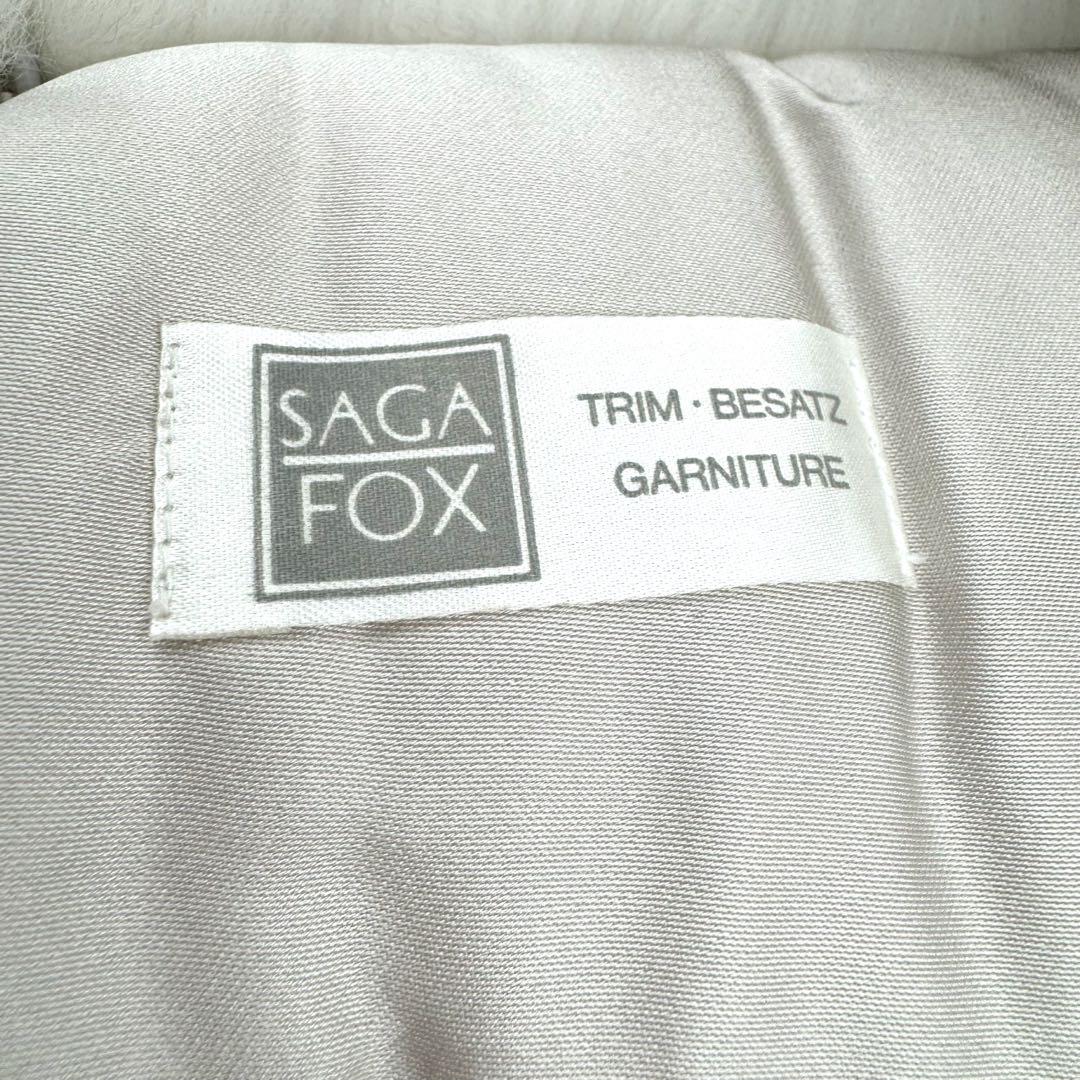 SAGA
FOX
TRIM · BESATZ
GARNITURE